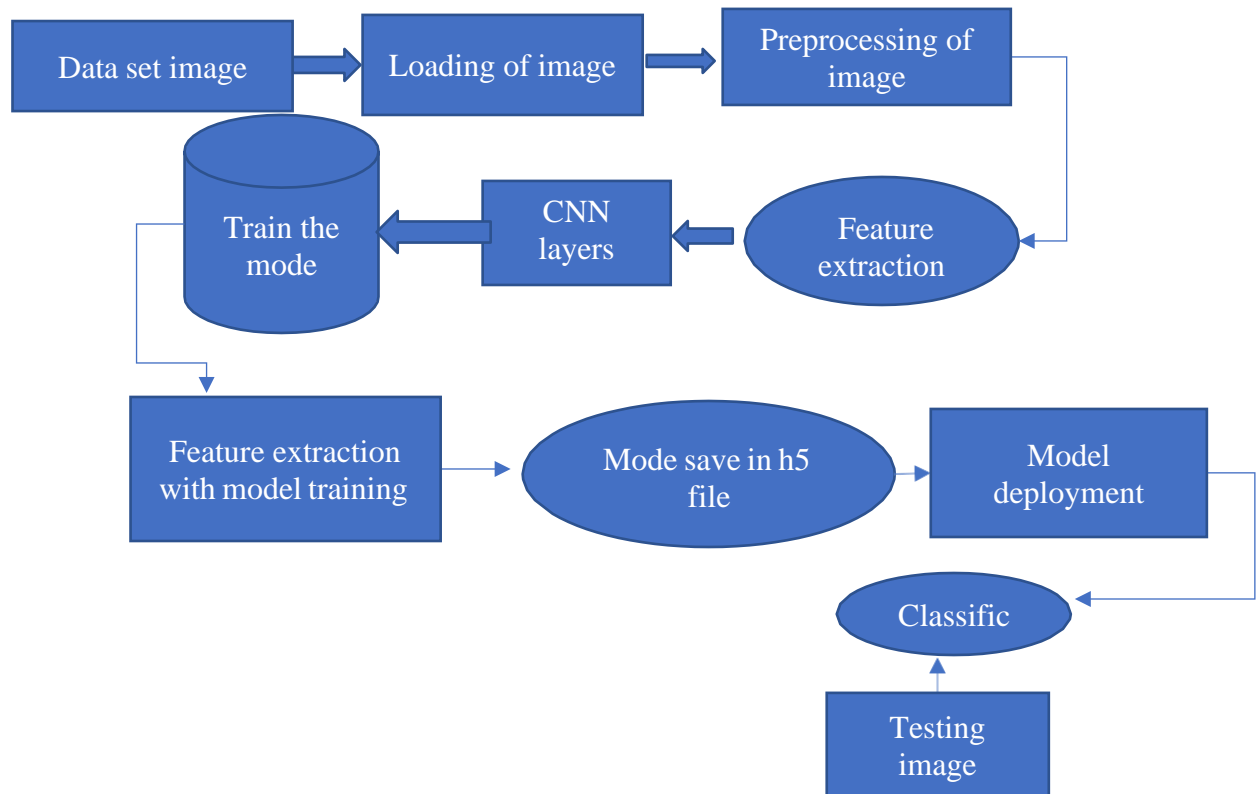 Data set image
Loading of image
Preprocessing of
image
Feature
extraction
CNN
layers
Train the
mode
Feature extraction
with model training
Mode save in h5
file
Model
deployment
Classific
Testing
image